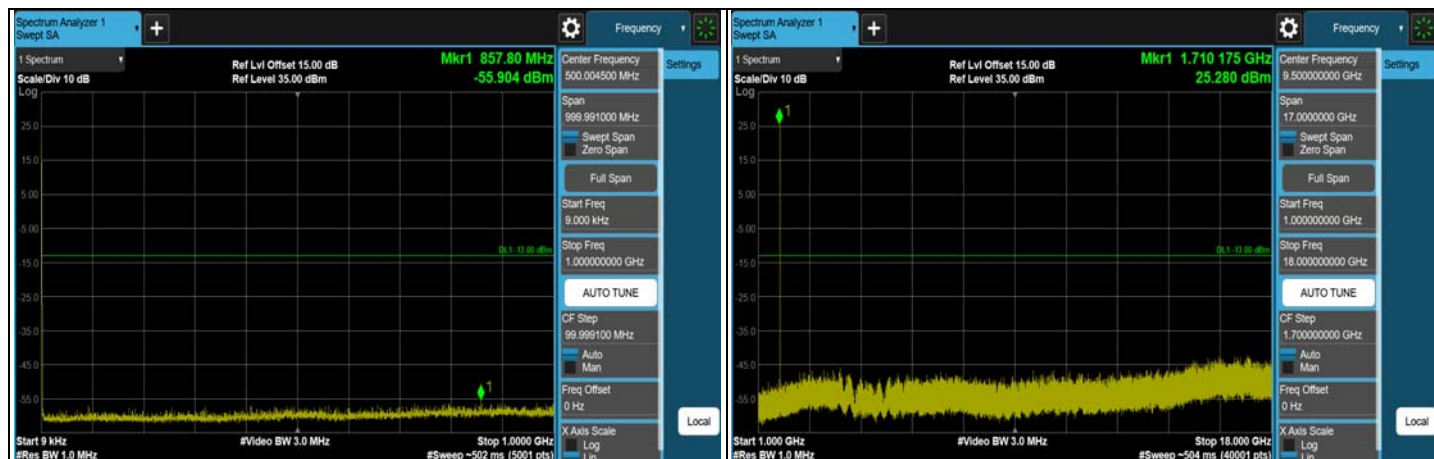 Spectrum Analyzer 1
Swept SA
+
Frequency
1 Spectrum
Scale/Div 10 dB
Log
Ref Lvl Offset 15.00 dB
Ref Level 35.00 dBm
Mkr1 857.80 MHz
-55.904 dBm
25.0
15.0
5.00
-5.00
-15.0
-25.0
-35.0
-45.0
-55.0
DL1 -13.00 dBm
1
Start 9 kHz
#Res BW 1.0 MHz
#Video BW 3.0 MHz
Stop 1.0000 GHz
#Sweep ~502 ms (5001 pts)
Center Frequency
500.004500 MHz
Span
999.991000 MHz
Swept Span
Zero Span
Full Span
Start Freq
9.000 kHz
Stop Freq
1.000000000 GHz
AUTO TUNE
CF Step
99.999100 MHz
Auto
Man
Freq Offset
0 Hz
X Axis Scale
Log
Lin
Settings
Local
Spectrum Analyzer 1
Swept SA
+
Frequency
1 Spectrum
Scale/Div 10 dB
Log
Ref Lvl Offset 15.00 dB
Ref Level 35.00 dBm
Mkr1 1.710 175 GHz
25.280 dBm
25.0
15.0
5.00
-5.00
-15.0
-25.0
-35.0
-45.0
-55.0
DL1 -13.00 dBm
1
Start 1.000 GHz
#Res BW 1.0 MHz
#Video BW 3.0 MHz
Stop 18.000 GHz
#Sweep ~504 ms (40001 pts)
Center Frequency
9.500000000 GHz
Span
17.0000000 GHz
Swept Span
Zero Span
Full Span
Start Freq
1.000000000 GHz
Stop Freq
18.000000000 GHz
AUTO TUNE
CF Step
1.700000000 GHz
Auto
Man
Freq Offset
0 Hz
X Axis Scale
Log
Lin
Settings
Local